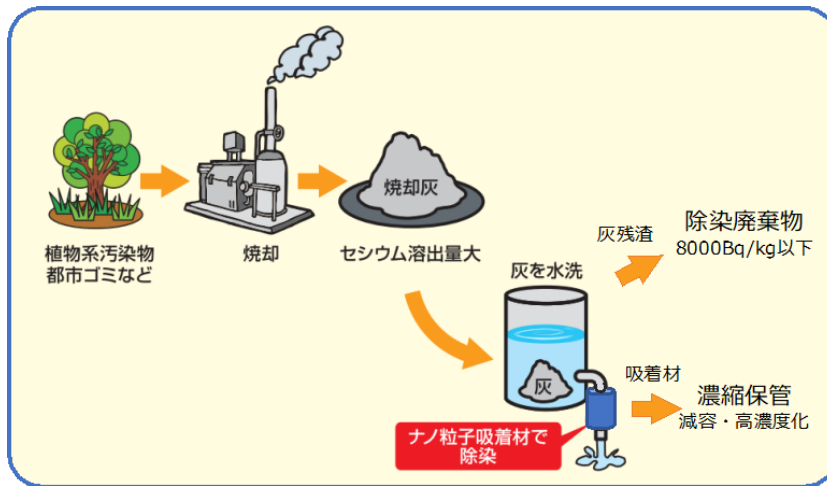 植物系汚染物
都市ゴミなど
焼却
焼却灰
セシウム溶出量大
灰を水洗
灰
ナノ粒子吸着材で
除染
灰残渣
除染廃棄物
8000Bq/kg以下
吸着材
濃縮保管
減容・高濃度化